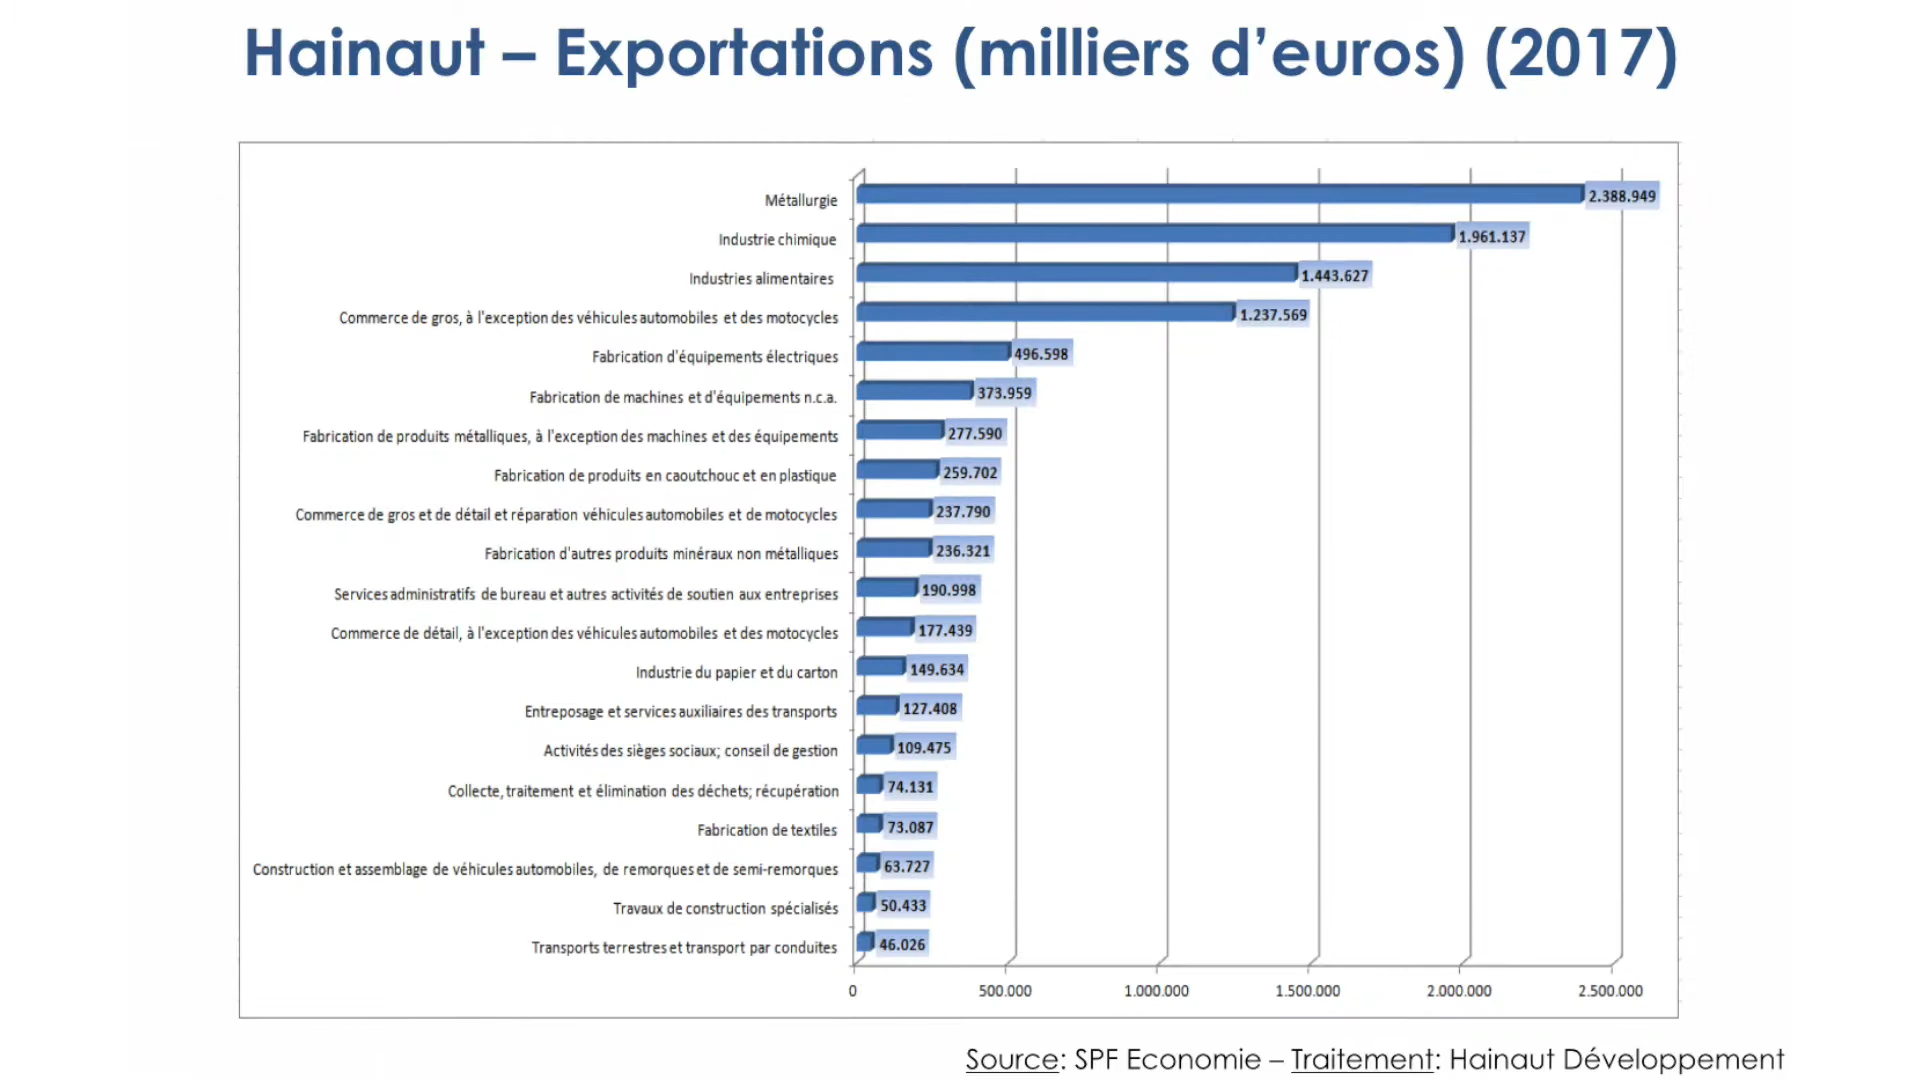 Hainaut – Exportations (milliers d’euros) (2017)
Métallurgie 2.388.949
Industrie chimique 1.961.137
Industries alimentaires 1.443.627
Commerce de gros, à l'exception des véhicules automobiles et des motocycles 1.237.569
Fabrication d'équipements électriques 496.598
Fabrication de machines et d'équipements n.c.a. 373.959
Fabrication de produits métalliques, à l'exception des machines et des équipements 277.590
Fabrication de produits en caoutchouc et en plastique 259.702
Commerce de gros et de détail et réparation véhicules automobiles et de motocycles 237.790
Fabrication d'autres produits minéraux non métalliques 236.321
Services administratifs de bureau et autres activités de soutien aux entreprises 190.998
Commerce de détail, à l'exception des véhicules automobiles et des motocycles 177.439
Industrie du papier et du carton 149.634
Entreposage et services auxiliaires des transports 127.408
Activités des sièges sociaux; conseil de gestion 109.475
Collecte, traitement et élimination des déchets; récupération 74.131
Fabrication de textiles 73.087
Construction et assemblage de véhicules automobiles, de remorques et de semi-remorques 63.727
Travaux de construction spécialisés 50.433
Transports terrestres et transport par conduites 46.026
0 500.000 1.000.000 1.500.000 2.000.000 2.500.000
Source: SPF Economie – Traitement: Hainaut Développement